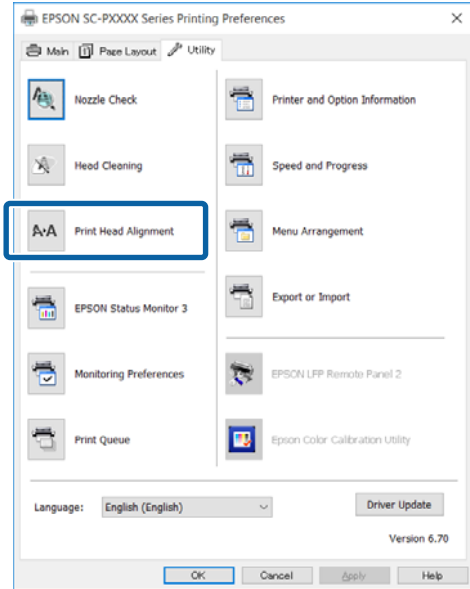 EPSON SC-PXXXX Series Printing Preferences
Main Page Layout Utility
Nozzle Check
Printer and Option Information
Head Cleaning
Speed and Progress
A·A Print Head Alignment
Menu Arrangement
EPSON Status Monitor 3
Export or Import
Monitoring Preferences
EPSON LFP Remote Panel 2
Print Queue
Epson Color Calibration Utility
Language: English (English)
Driver Update
Version 6.70
OK Cancel Apply Help